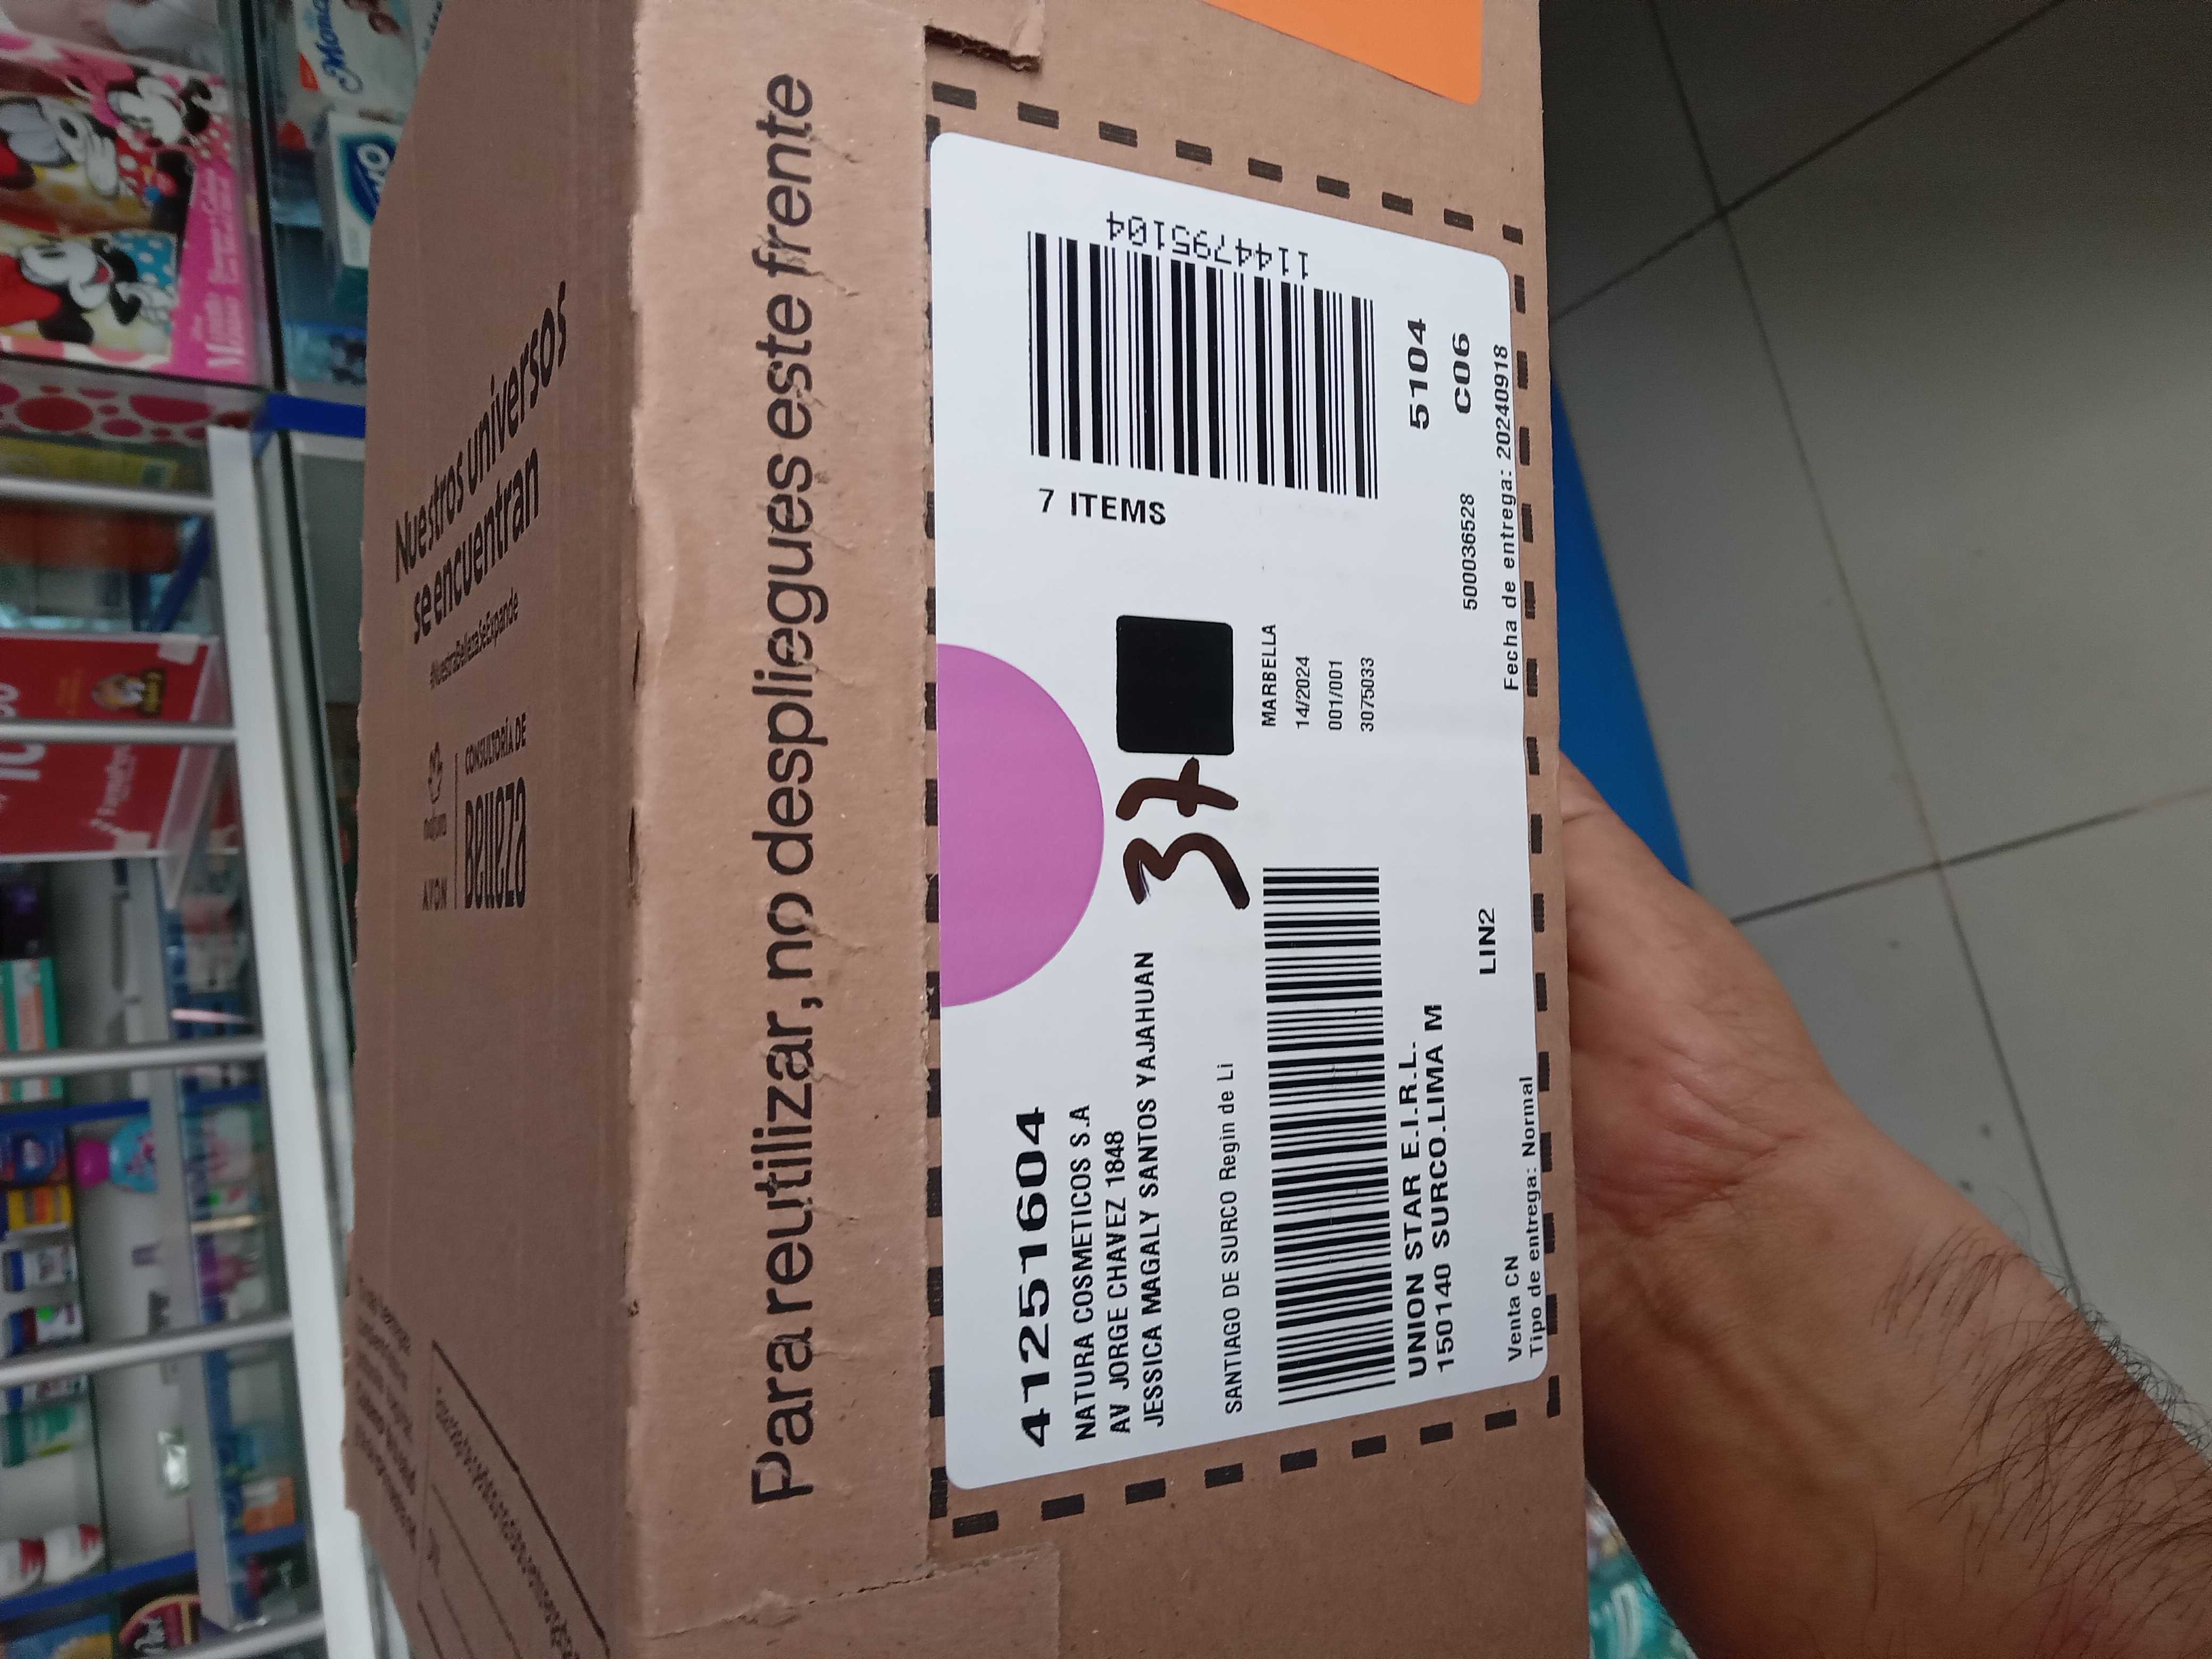 Nuestros universos
se encuentran
#NuestraBellezaSeExpande
AVON natura CONSULTORÍA DE
Belleza
Para reutilizar, no despliegues este frente
41251604
NATURA COSMETICOS S.A
AV JORGE CHAVEZ 1848
JESSICA MAGALY SANTOS YAJAHUAN
SANTIAGO DE SURCO Regin de Li
37
7 ITEMS
1144795104
MARBELLA
14/2024
001/001
3075033
UNION STAR E.I.R.L.
150140 SURCO.LIMA M
LIN2
5104
C06
500036528
Venta CN
Tipo de entrega: Normal
Fecha de entrega: 20240918